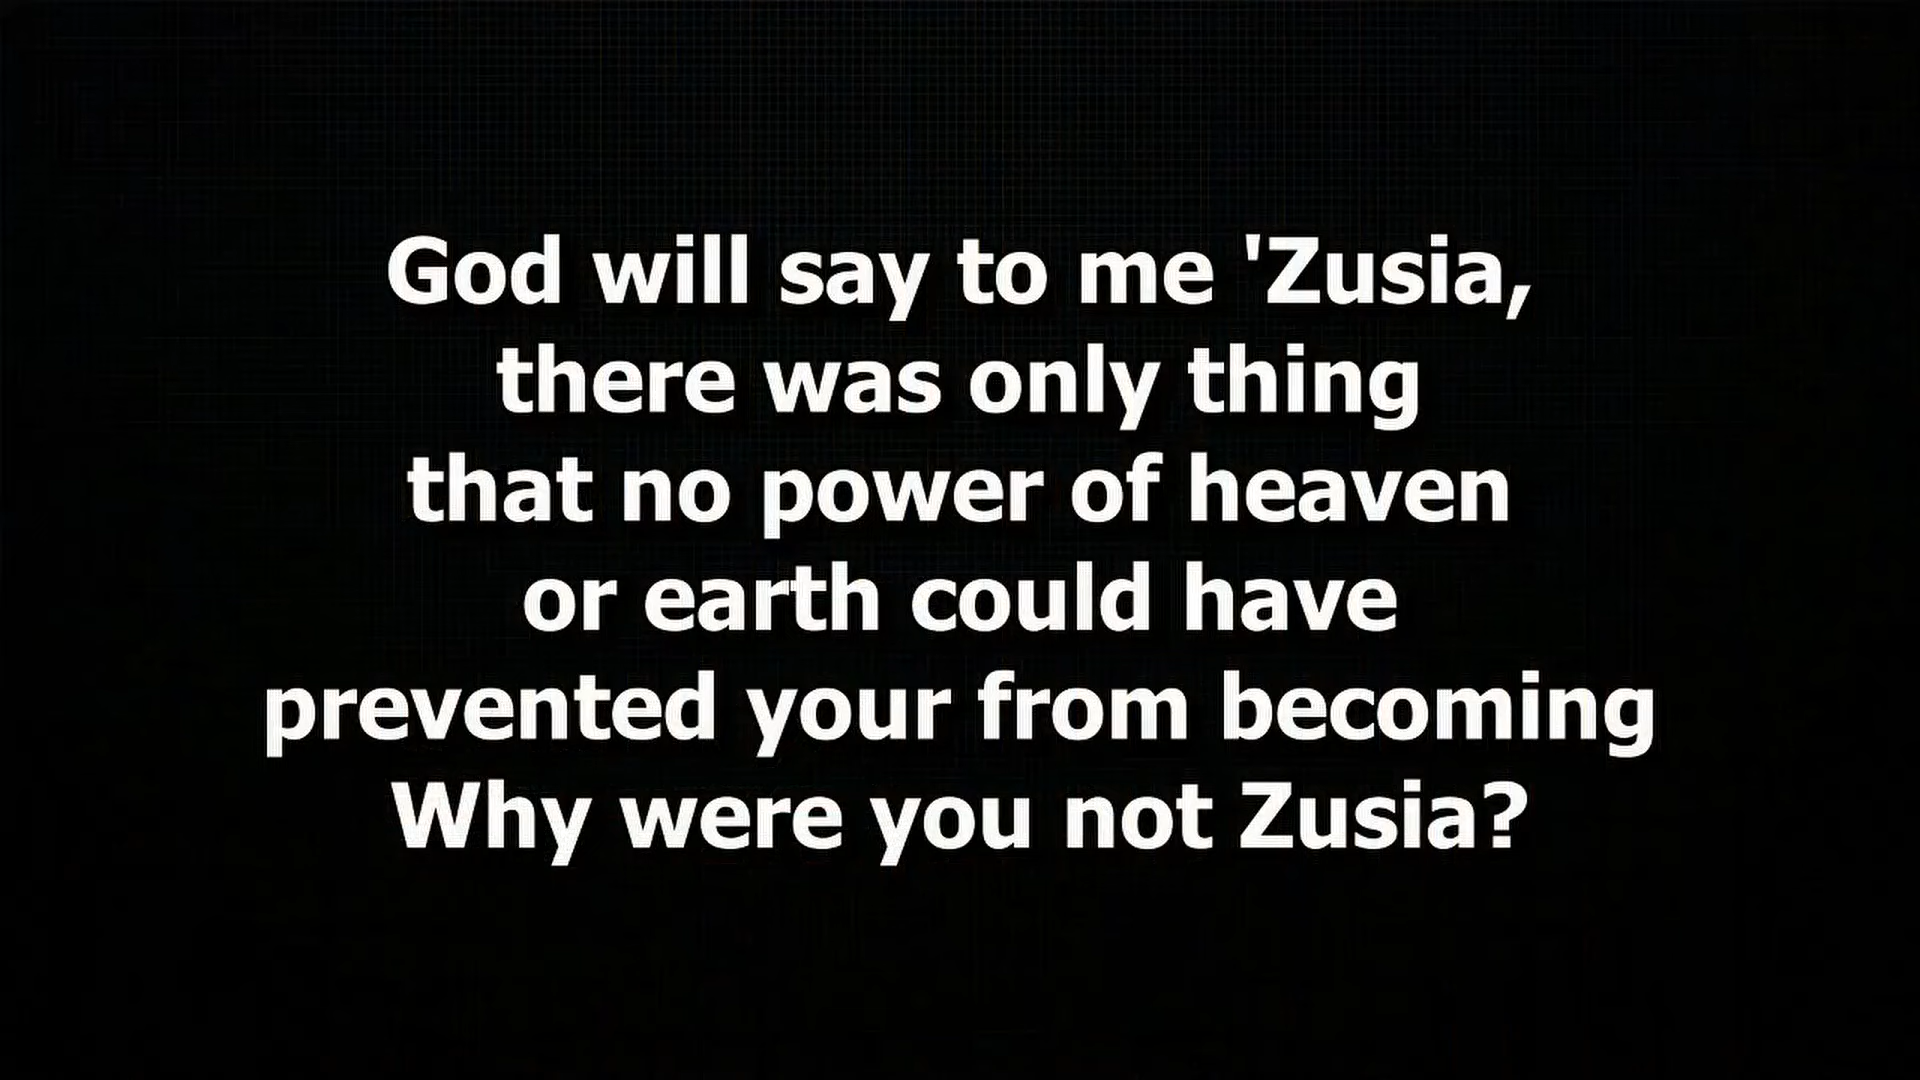 God will say to me 'Zusia,
there was only thing
that no power of heaven
or earth could have
prevented your from becoming
Why were you not Zusia?